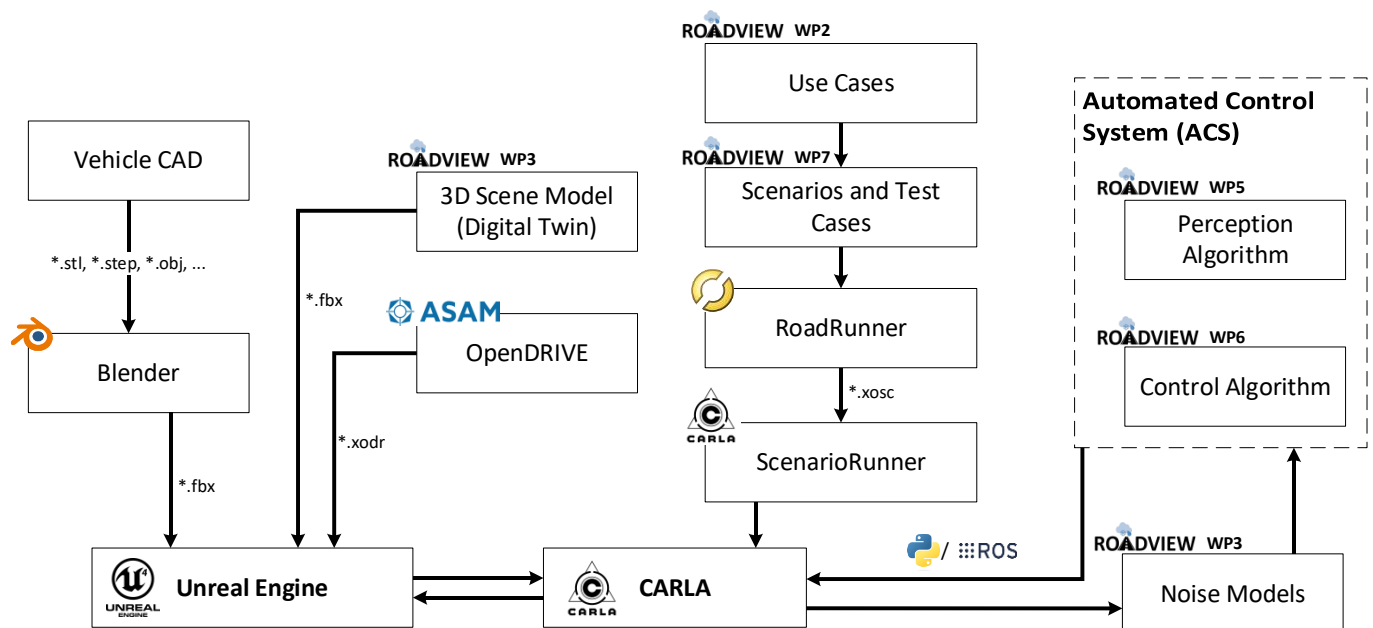 ROADVIEW WP2
Use Cases
Automated Control
System (ACS)
Vehicle CAD
ROADVIEW WP3
3D Scene Model
(Digital Twin)
ROADVIEW WP7
Scenarios and Test
Cases
ROADVIEW WP5
Perception
Algorithm
*.stl, *.step, *.obj, ...
*.fbx
ASAM
OpenDRIVE
RoadRunner
ROADVIEW WP6
Control Algorithm
Blender
*.xosc
CARLA
ScenarioRunner
*.xodr
*.fbx
/ ROS
ROADVIEW WP3
Noise Models
4
UNREAL
ENGINE
Unreal Engine
CARLA
CARLA